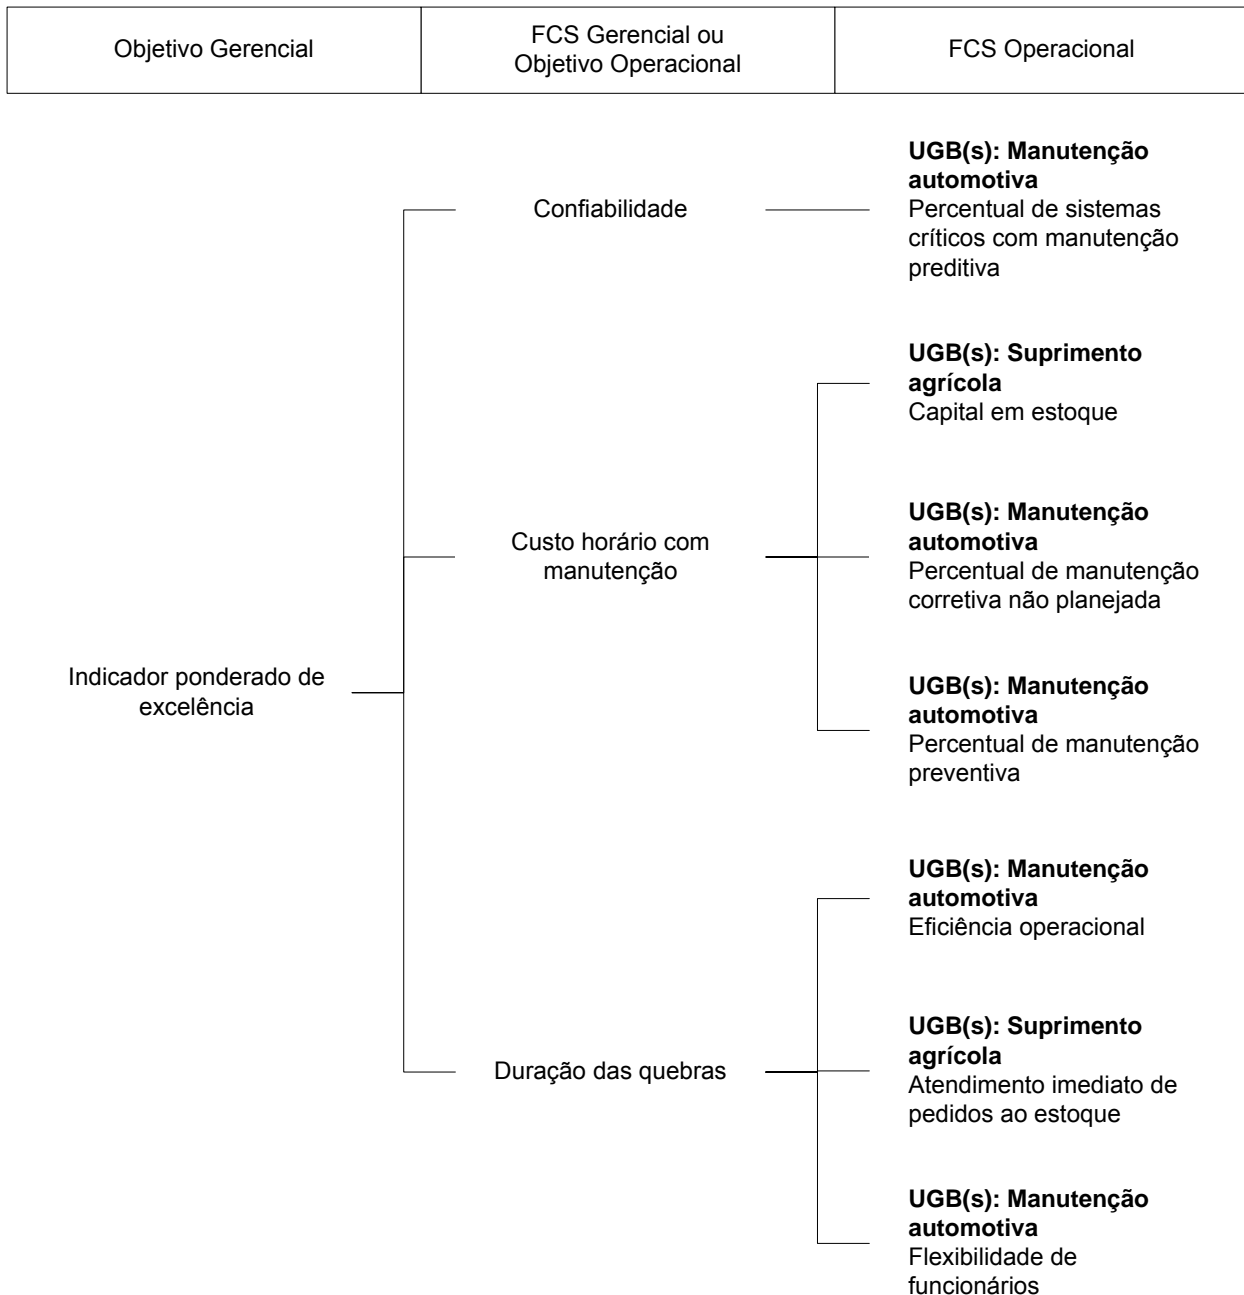 Objetivo Gerencial
FCS Gerencial ou
Objetivo Operacional
FCS Operacional
UGB(s): Manutenção
automotiva
Percentual de sistemas
críticos com manutenção
preditiva
Confiabilidade
UGB(s): Suprimento
agrícola
Capital em estoque
UGB(s): Manutenção
automotiva
Percentual de manutenção
corretiva não planejada
Custo horário com
manutenção
UGB(s): Manutenção
automotiva
Percentual de manutenção
preventiva
Indicador ponderado de
excelência
UGB(s): Manutenção
automotiva
Eficiência operacional
UGB(s): Suprimento
agrícola
Atendimento imediato de
pedidos ao estoque
Duração das quebras
UGB(s): Manutenção
automotiva
Flexibilidade de
funcionários